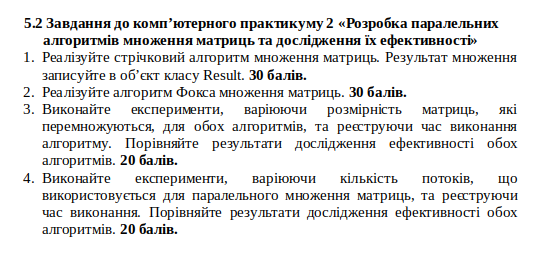 5.2 Завдання до комп’ютерного практикуму 2 «Розробка паралельних
алгоритмів множення матриць та дослідження їх ефективності»
1. Реалізуйте стрічковий алгоритм множення матриць. Результат множення
записуйте в об’єкт класу Result. 30 балів.
2. Реалізуйте алгоритм Фокса множення матриць. 30 балів.
3. Виконайте експерименти, варіюючи розмірність матриць, які
перемножуються, для обох алгоритмів, та реєструючи час виконання
алгоритму. Порівняйте результати дослідження ефективності обох
алгоритмів. 20 балів.
4. Виконайте експерименти, варіюючи кількість потоків, що
використовується для паралельного множення матриць, та реєструючи
час виконання. Порівняйте результати дослідження ефективності обох
алгоритмів. 20 балів.